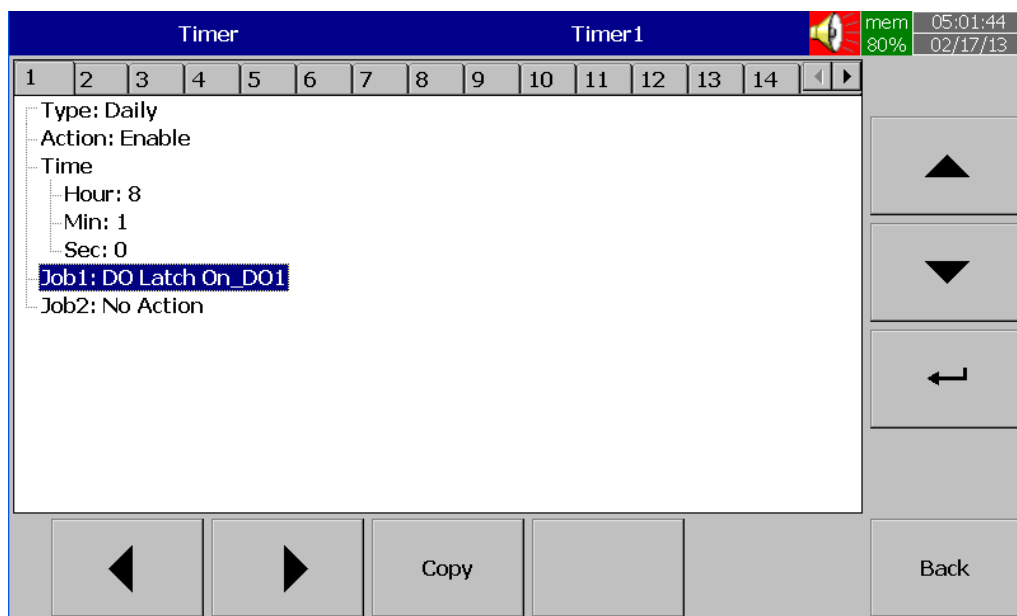 Timer Timer1 mem 05:01:44
80% 02/17/13
1 2 3 4 5 6 7 8 9 10 11 12 13 14
Type: Daily
Action: Enable
Time
Hour: 8
Min: 1
Sec: 0
Job1: DO Latch On_DO1
Job2: No Action
Copy Back